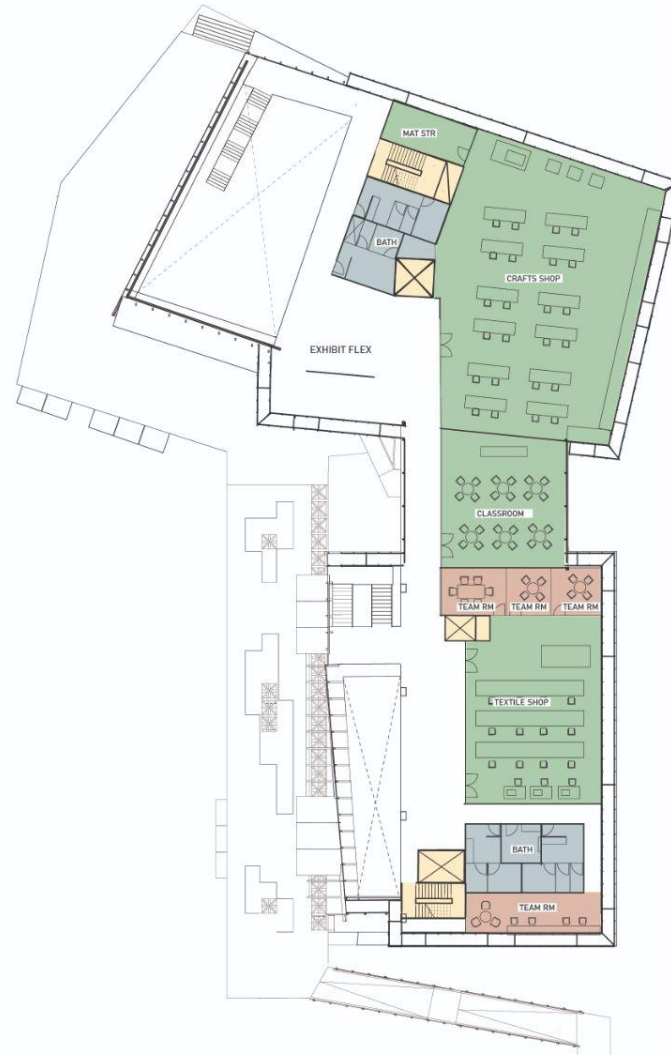 MAT STR
BATH
CRAFTS SHOP
EXHIBIT FLEX
CLASSROOM
TEAM RM
TEAM RM
TEAM RM
TEXTILE SHOP
BATH
TEAM RM